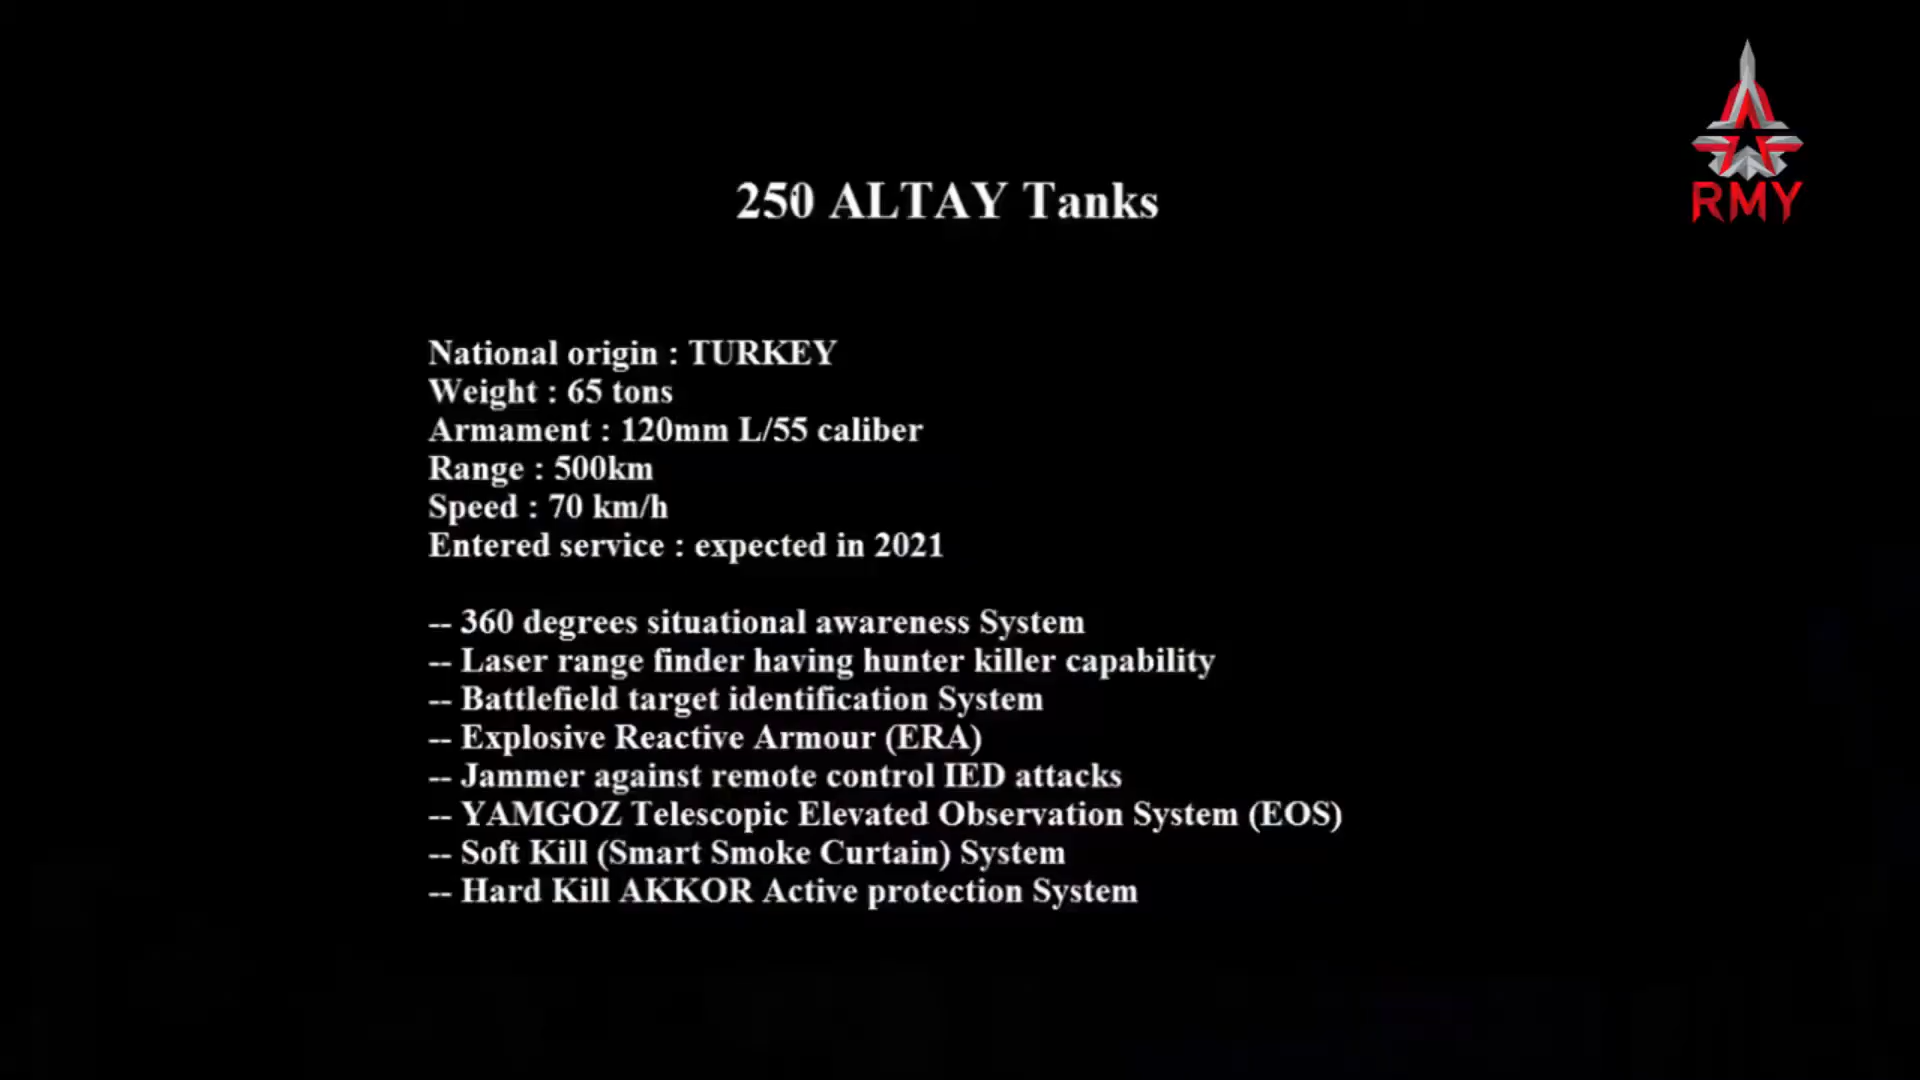 RMY
250 ALTAY Tanks
National origin : TURKEY
Weight : 65 tons
Armament : 120mm L/55 caliber
Range : 500km
Speed : 70 km/h
Entered service : expected in 2021
-- 360 degrees situational awareness System
-- Laser range finder having hunter killer capability
-- Battlefield target identification System
-- Explosive Reactive Armour (ERA)
-- Jammer against remote control IED attacks
-- YAMGOZ Telescopic Elevated Observation System (EOS)
-- Soft Kill (Smart Smoke Curtain) System
-- Hard Kill AKKOR Active protection System